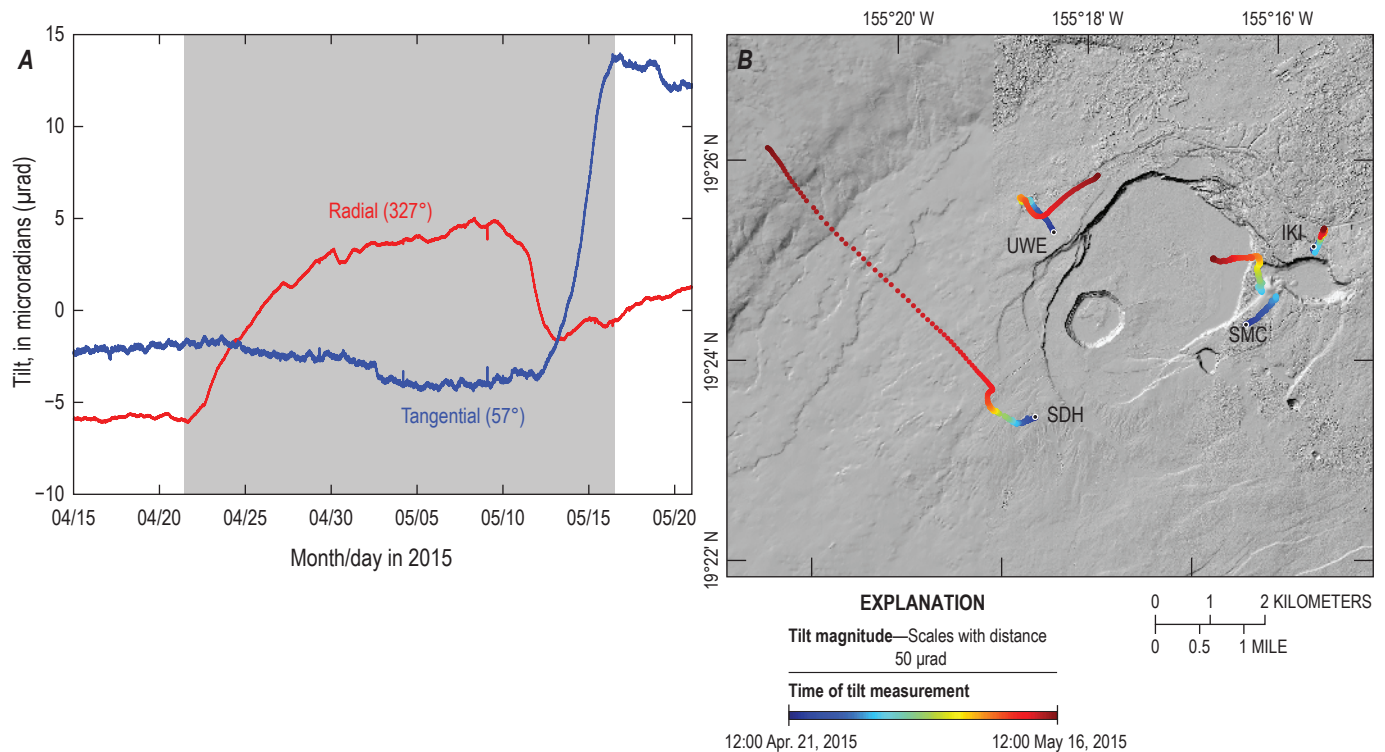 A
15
10
5
0
−5
−10
Tilt, in microradians (μrad)
Radial (327°)
Tangential (57°)
04/15 04/20 04/25 04/30 05/05 05/10 05/15 05/20
Month/day in 2015
155°20' W 155°18' W 155°16' W
B
19°26' N
19°24' N
19°22' N
UWE
IKI
SMC
SDH
EXPLANATION
Tilt magnitude—Scales with distance
50 μrad
Time of tilt measurement
12:00 Apr. 21, 2015 12:00 May 16, 2015
0 1 2 KILOMETERS
0 0.5 1 MILE